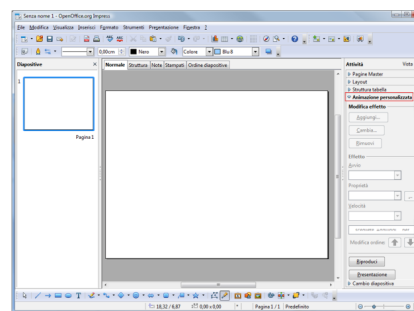 Senza nome 1 - OpenOffice.org Impress
File Modifica Visualizza Inserisci Formato Strumenti Presentazione Finestra ?
0,00cm Nero Colore Blu 8
Diapositive
Normale Struttura Note Stampati Ordine diapositive
Attività Vista
Pagine Master
Layout
Struttura tabella
Animazione personalizzata
Modifica effetto
Aggiungi...
Cambia...
Rimuovi
Effetto
Avvio
Proprietà
Velocità
Modifica ordine
Riproduci
Presentazione
Cambio diapositiva
1
Pagina 1
18,32 / 6,87 0,00 x 0,00 Pagina 1 / 1 Predefinito